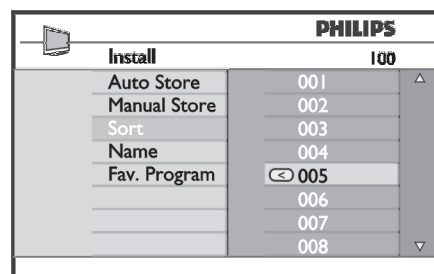 PHILIPS
Install 100
Auto Store 001
Manual Store 002
Sort 003
Name 004
Fav. Program 005
006
007
008